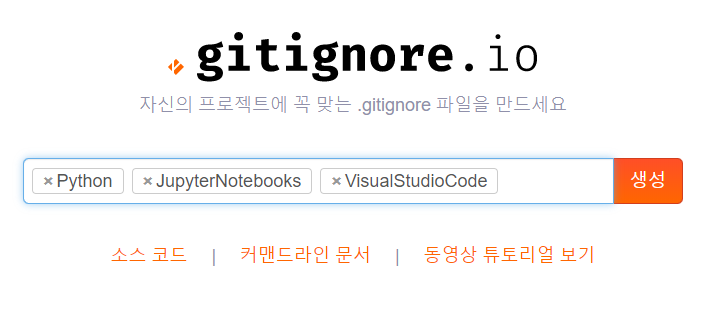 gitignore.io
자신의 프로젝트에 꼭 맞는 .gitignore 파일을 만드세요
×Python ×JupyterNotebooks ×VisualStudioCode 생성
소스 코드 | 커맨드라인 문서 | 동영상 튜토리얼 보기